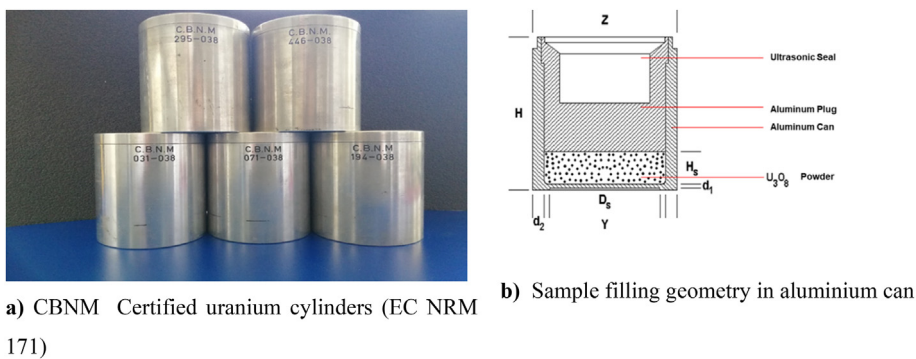 C.B.N.M
295-038
C.B.N.M.
446-038
C.B.N.M
031-038
C.B.N.M
071-038
C.B.N.M
194-038
Z
H
Ultrasonic Seal
Aluminum Plug
Aluminum Can
Hs
U3O8 Powder
d1
Ds
d2
Y
a) CBNM Certified uranium cylinders (EC NRM
171)
b) Sample filling geometry in aluminium can